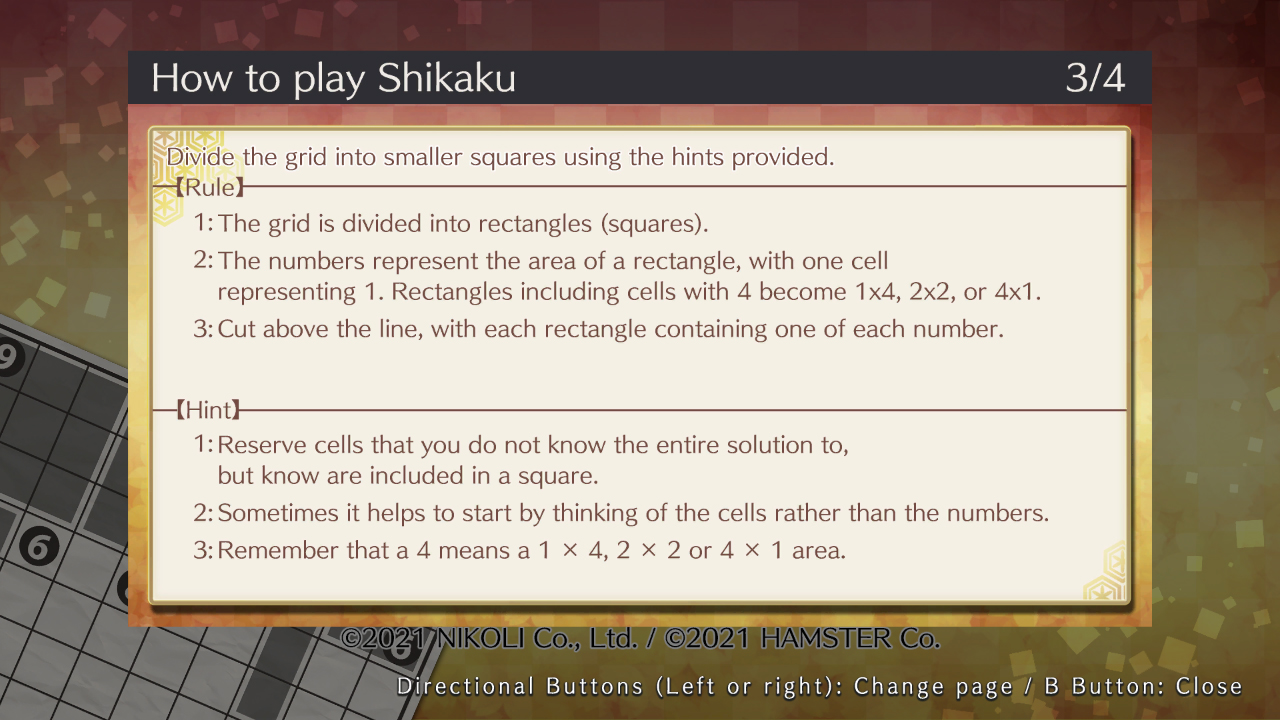 How to play Shikaku
3/4
Divide the grid into smaller squares using the hints provided.
【Rule】
1: The grid is divided into rectangles (squares).
2: The numbers represent the area of a rectangle, with one cell
representing 1. Rectangles including cells with 4 become 1x4, 2x2, or 4x1.
3: Cut above the line, with each rectangle containing one of each number.
【Hint】
1: Reserve cells that you do not know the entire solution to,
but know are included in a square.
2: Sometimes it helps to start by thinking of the cells rather than the numbers.
3: Remember that a 4 means a 1 × 4, 2 × 2 or 4 × 1 area.
9
6
©2021 NIKOLI Co., Ltd. / ©2021 HAMSTER Co.
Directional Buttons (Left or right): Change page / B Button: Close